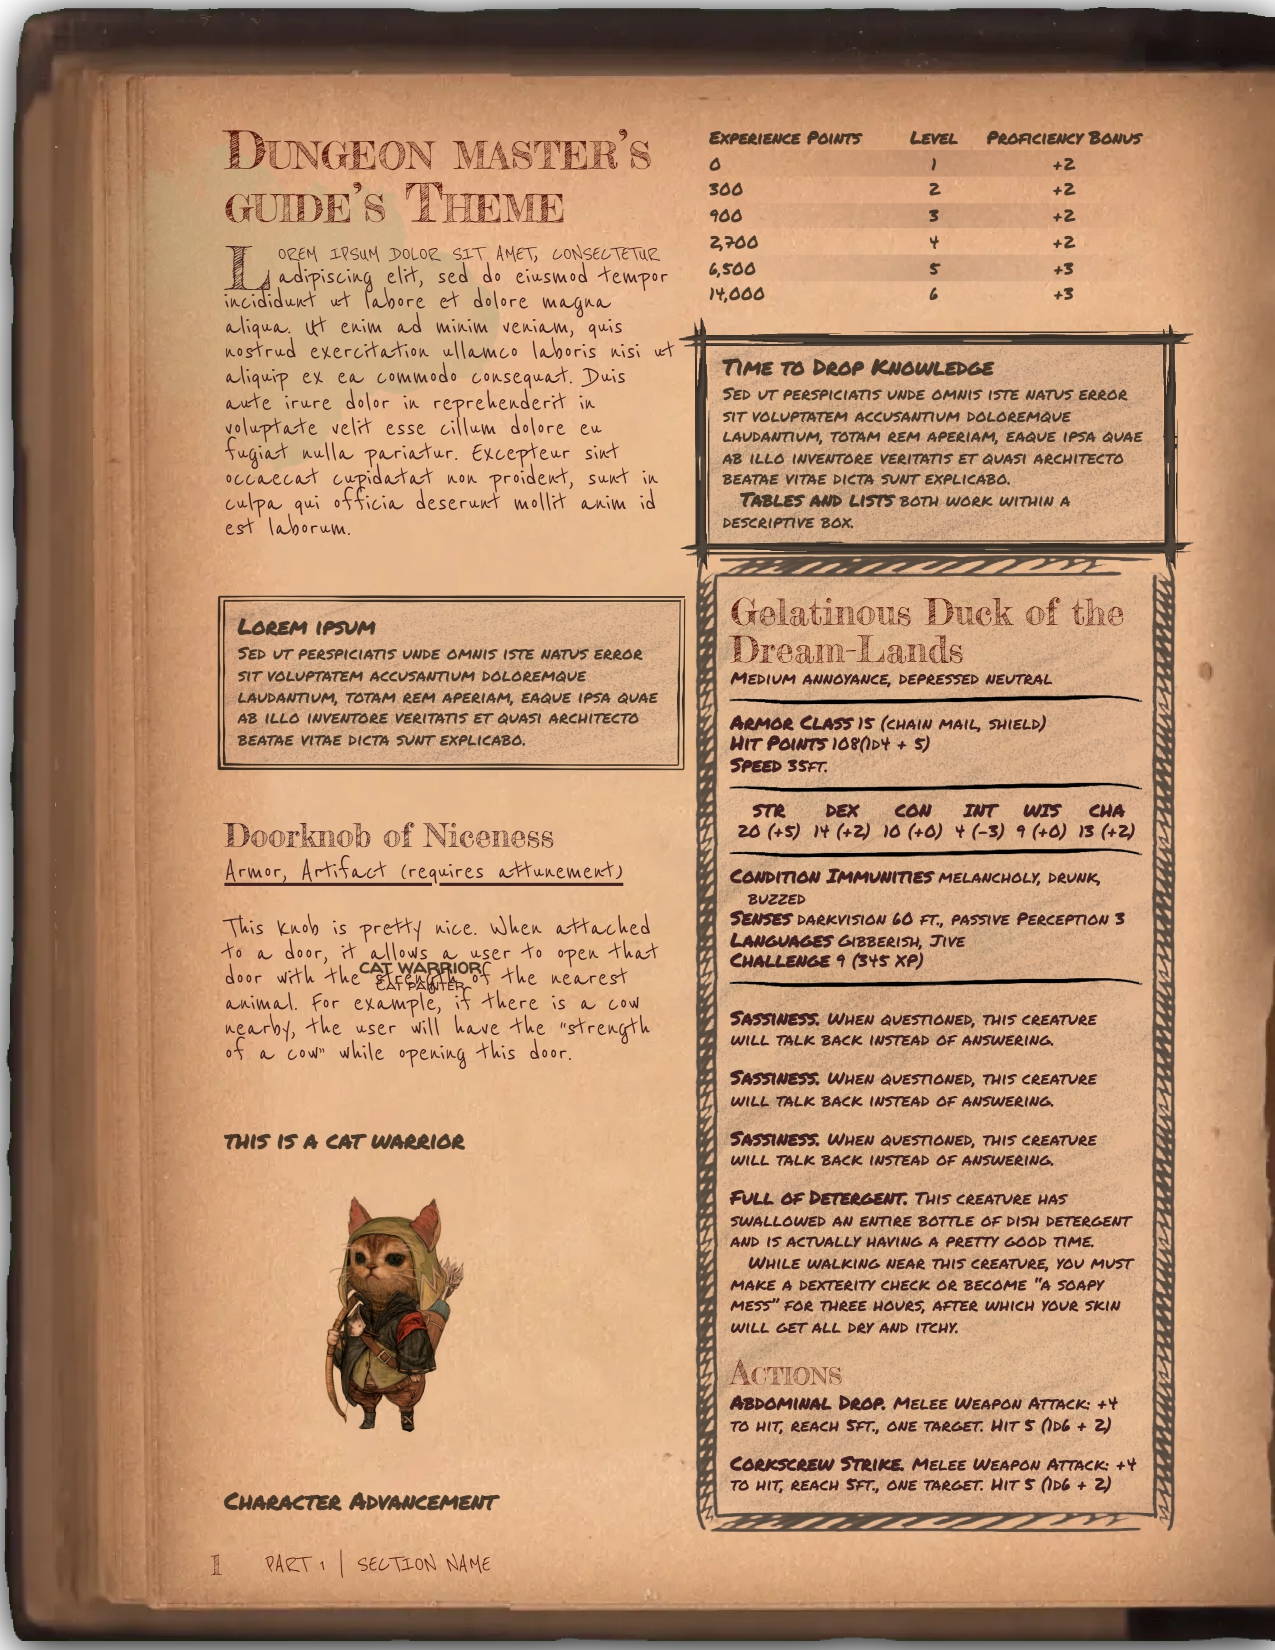 Dungeon master's
guide's Theme
Lorem ipsum dolor sit amet, consectetur
adipiscing elit, sed do eiusmod tempor
incididunt ut labore et dolore magna
aliqua. Ut enim ad minim veniam, quis
nostrud exercitation ullamco laboris nisi ut
aliquip ex ea commodo consequat. Duis
aute irure dolor in reprehenderit in
voluptate velit esse cillum dolore eu
fugiat nulla pariatur. Excepteur sint
occaecat cupidatat non proident, sunt in
culpa qui officia deserunt mollit anim id
est laborum.
Lorem ipsum
Sed ut perspiciatis unde omnis iste natus error
sit voluptatem accusantium doloremque
laudantium, totam rem aperiam, eaque ipsa quae
ab illo inventore veritatis et quasi architecto
beatae vitae dicta sunt explicabo.
Doorknob of Niceness
Armor, Artifact (requires attunement)
This knob is pretty nice. When attached
to a door, it allows a user to open that
door with the strength of the nearest
animal. For example, if there is a cow
nearby, the user will have the "strength
of a cow" while opening this door.
CAT WARRIOR
CAT PAINTER
This is a cat warrior
Character Advancement
Experience Points Level Proficiency Bonus
0 1 +2
300 2 +2
900 3 +2
2,700 4 +2
6,500 5 +3
14,000 6 +3
Time to Drop Knowledge
Sed ut perspiciatis unde omnis iste natus error
sit voluptatem accusantium doloremque
laudantium, totam rem aperiam, eaque ipsa quae
ab illo inventore veritatis et quasi architecto
beatae vitae dicta sunt explicabo.
Tables and Lists both work within a
descriptive box.
Gelatinous Duck of the
Dream-Lands
Medium annoyance, depressed neutral
Armor Class 15 (chain mail, shield)
Hit Points 108(1d4 + 5)
Speed 35ft.
STR DEX CON INT WIS CHA
20 (+5) 14 (+2) 10 (+0) 4 (-3) 9 (+0) 13 (+2)
Condition Immunities melancholy, drunk,
buzzed
Senses darkvision 60 ft., passive Perception 3
Languages Gibberish, Jive
Challenge 9 (345 XP)
Sassiness. When questioned, this creature
will talk back instead of answering.
Sassiness. When questioned, this creature
will talk back instead of answering.
Sassiness. When questioned, this creature
will talk back instead of answering.
Full of Detergent. This creature has
swallowed an entire bottle of dish detergent
and is actually having a pretty good time.
While walking near this creature, you must
make a dexterity check or become "a soapy
mess" for three hours, after which your skin
will get all dry and itchy.
Actions
Abdominal Drop. Melee Weapon Attack: +4
to hit, reach 5ft., one target. Hit 5 (1d6 + 2)
Corkscrew Strike. Melee Weapon Attack: +4
to hit, reach 5ft., one target. Hit 5 (1d6 + 2)
1 PART 1 | SECTION NAME